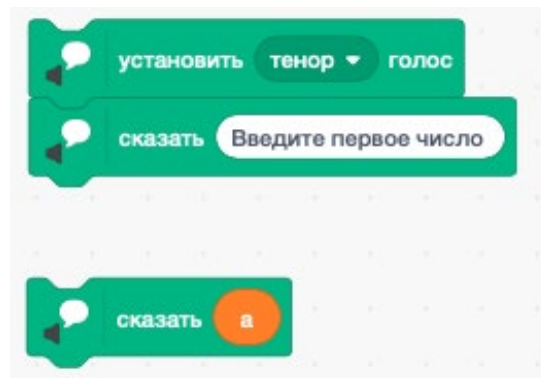 установить тенор голос
сказать Введите первое число
сказать a